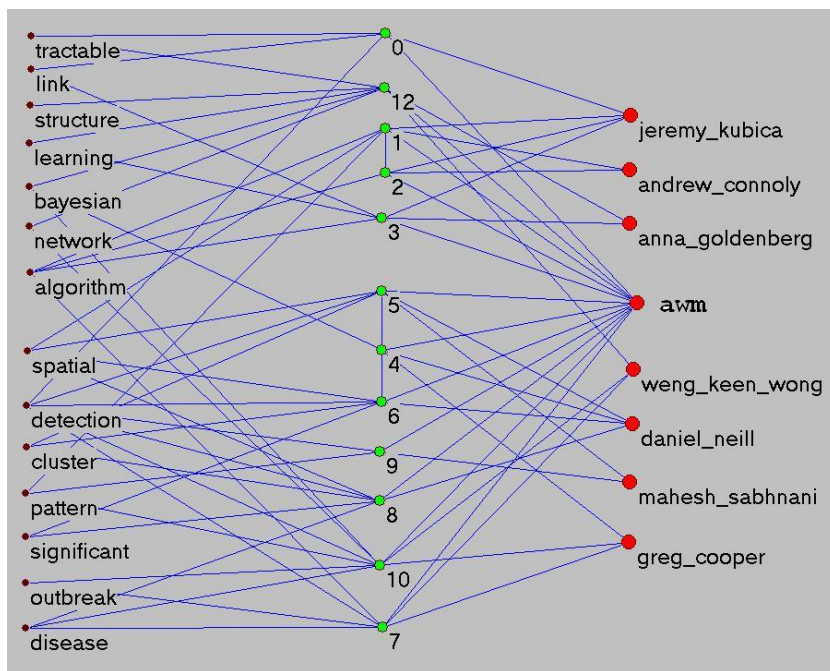 tractable
link
structure
learning
bayesian
network
algorithm
spatial
detection
cluster
pattern
significant
outbreak
disease
0
12
1
2
3
5
4
6
9
8
10
7
jeremy_kubica
andrew_connoly
anna_goldenberg
awm
weng_keen_wong
daniel_neill
mahesh_sabhnani
greg_cooper